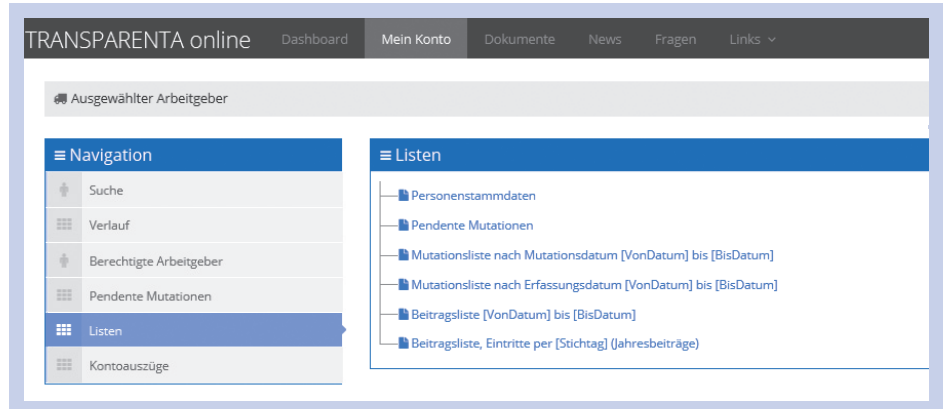 TRANSPARENTA online Dashboard Mein Konto Dokumente News Fragen Links
Ausgewählter Arbeitgeber
Navigation
Suche
Verlauf
Berechtigte Arbeitgeber
Pendente Mutationen
Listen
Kontoauszüge
Listen
Personenstammdaten
Pendente Mutationen
Mutationsliste nach Mutationsdatum [VonDatum] bis [BisDatum]
Mutationsliste nach Erfassungsdatum [VonDatum] bis [BisDatum]
Beitragsliste [VonDatum] bis [BisDatum]
Beitragsliste, Eintritte per [Stichtag] (Jahresbeiträge)